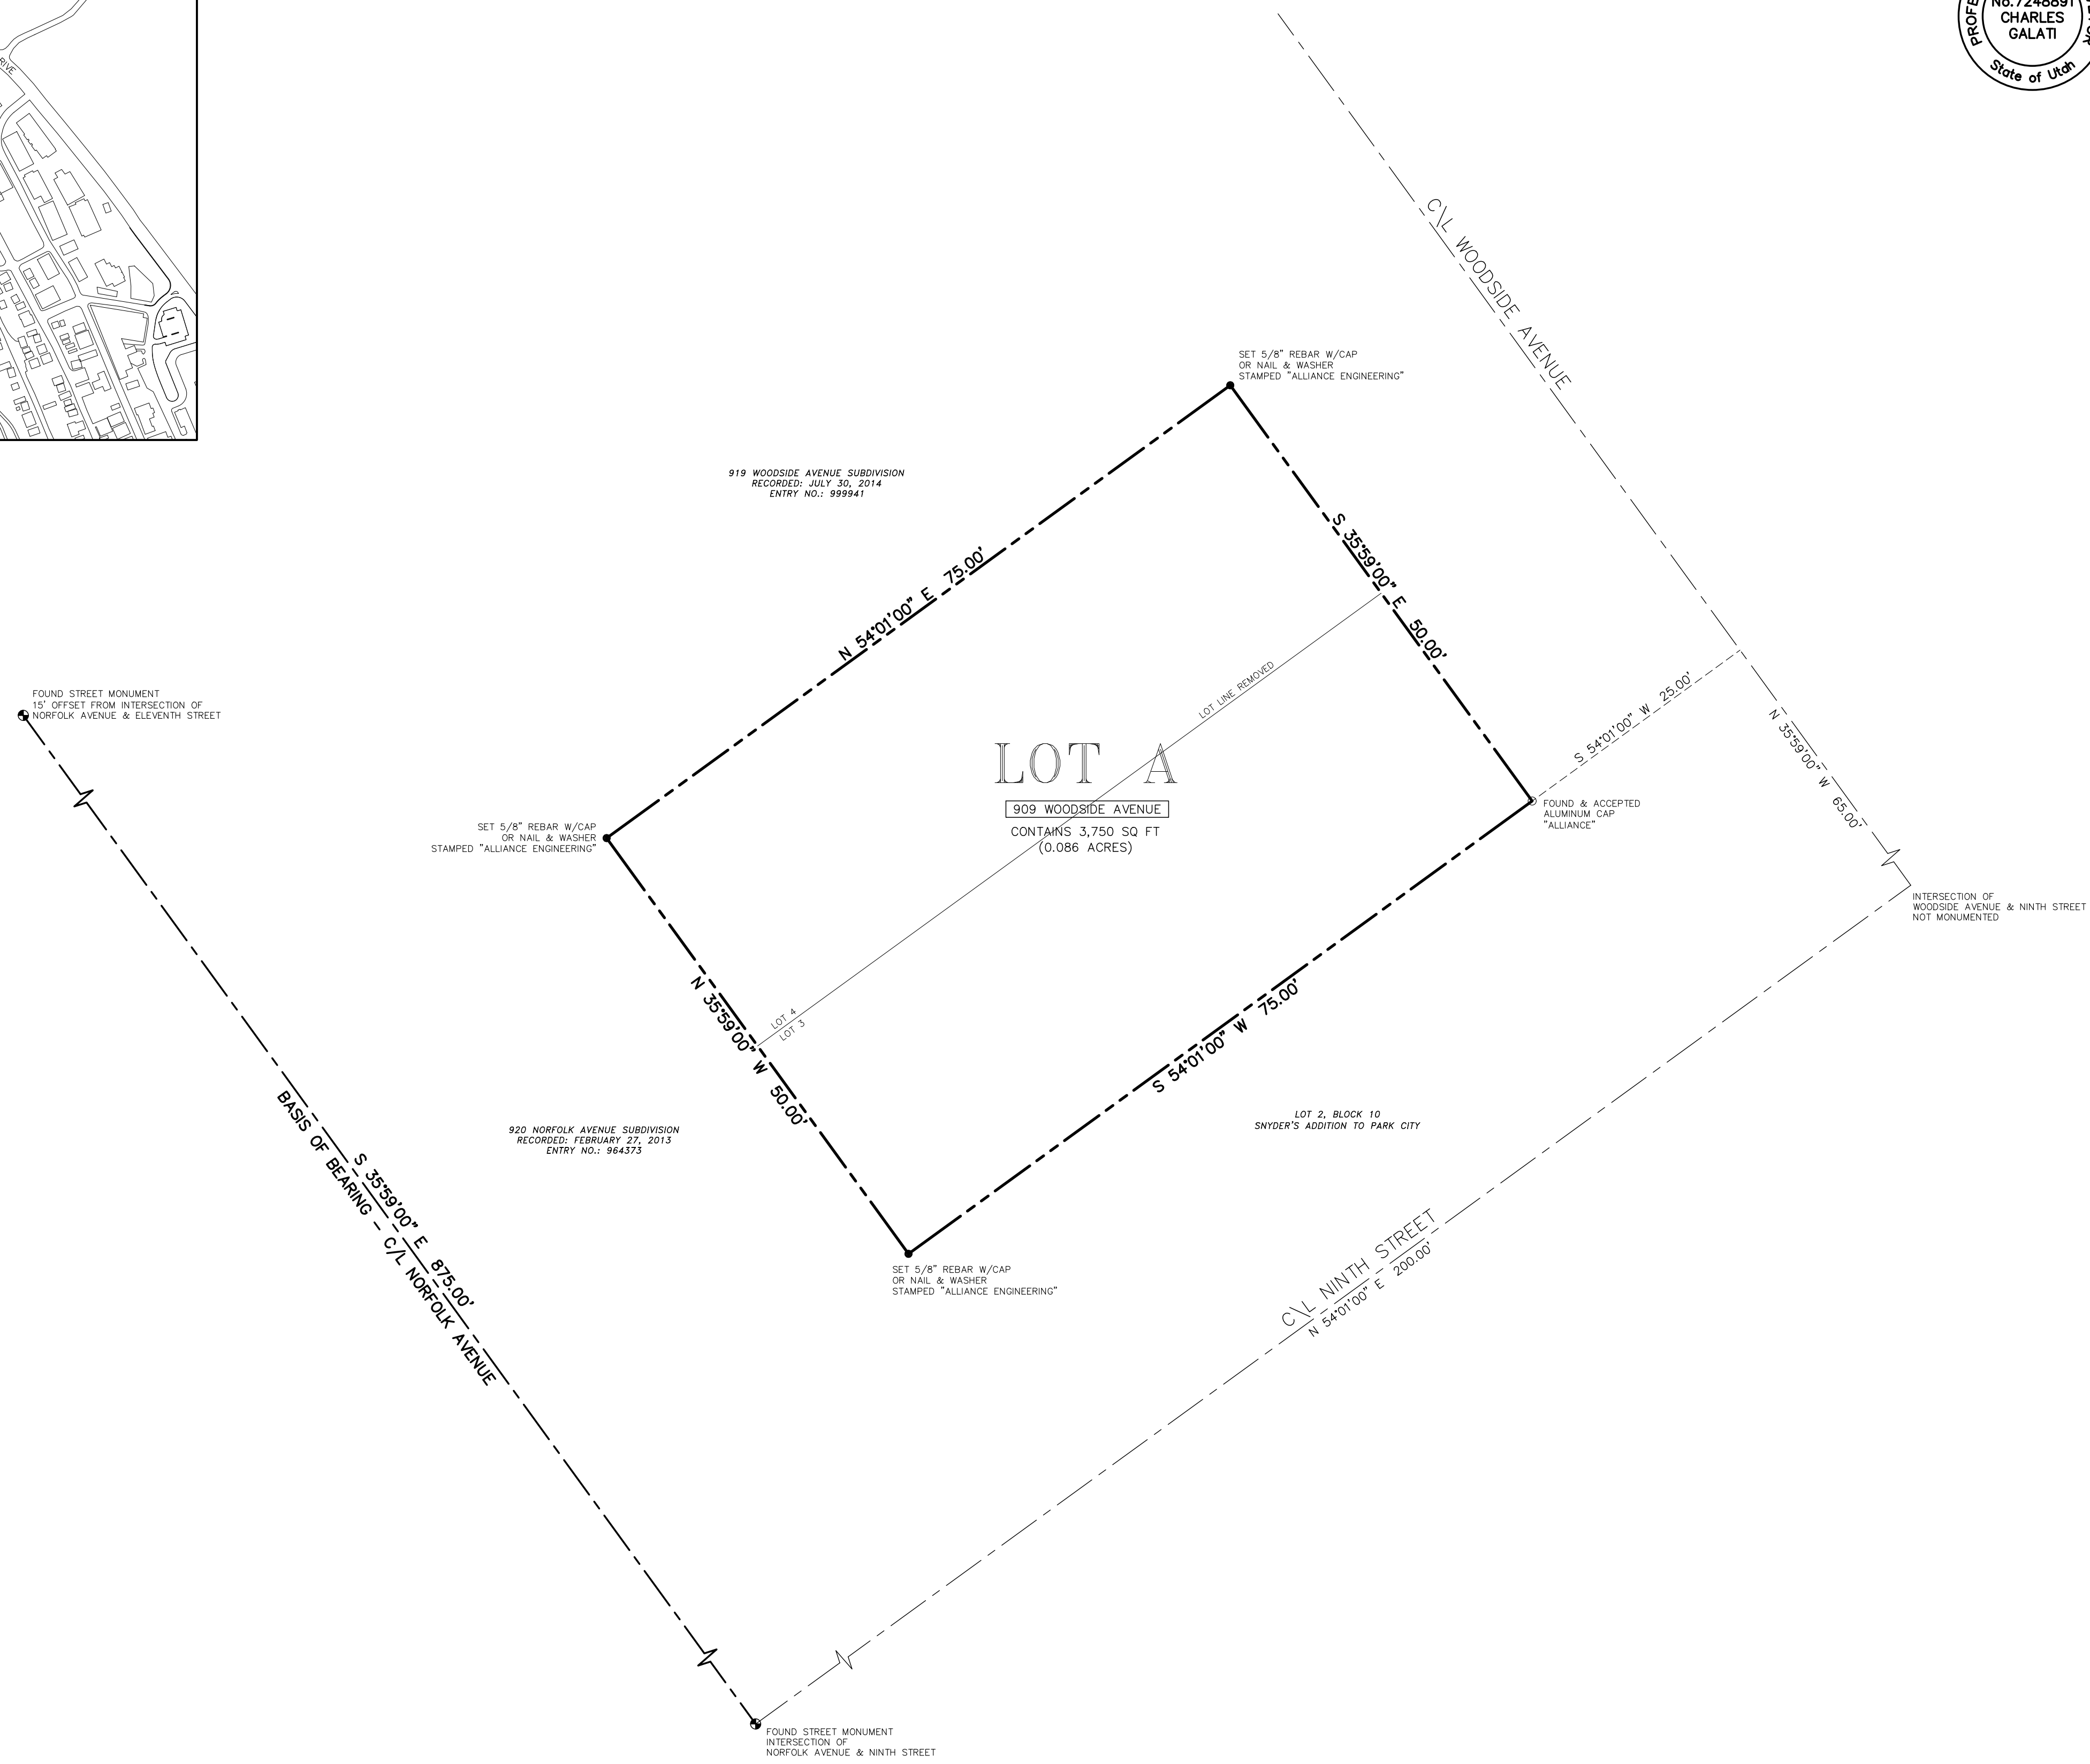 No.7248891
CHARLES
GALATI
State of Utah
C\L WOODSIDE AVENUE
SET 5/8" REBAR W/CAP
OR NAIL & WASHER
STAMPED "ALLIANCE ENGINEERING"
919 WOODSIDE AVENUE SUBDIVISION
RECORDED: JULY 30, 2014
ENTRY NO.: 999941
N 54°01'00" E 75.00'
S 35°59'00" E 50.00'
LOT LINE REMOVED
S 54°01'00" W 25.00'
N 35°59'00" W 65.00'
FOUND STREET MONUMENT
15' OFFSET FROM INTERSECTION OF
NORFOLK AVENUE & ELEVENTH STREET
LOT A
909 WOODSIDE AVENUE
CONTAINS 3,750 SQ FT
(0.086 ACRES)
FOUND & ACCEPTED
ALUMINUM CAP
"ALLIANCE"
SET 5/8" REBAR W/CAP
OR NAIL & WASHER
STAMPED "ALLIANCE ENGINEERING"
INTERSECTION OF
WOODSIDE AVENUE & NINTH STREET
NOT MONUMENTED
LOT 4
LOT 3
N 35°59'00" W 50.00'
S 54°01'00" W 75.00'
920 NORFOLK AVENUE SUBDIVISION
RECORDED: FEBRUARY 27, 2013
ENTRY NO.: 964373
LOT 2, BLOCK 10
SNYDER'S ADDITION TO PARK CITY
S 35°59'00" E 875.00'
BASIS OF BEARING - C/L NORFOLK AVENUE
SET 5/8" REBAR W/CAP
OR NAIL & WASHER
STAMPED "ALLIANCE ENGINEERING"
C\L NINTH STREET
N 54°01'00" E 200.00'
FOUND STREET MONUMENT
INTERSECTION OF
NORFOLK AVENUE & NINTH STREET